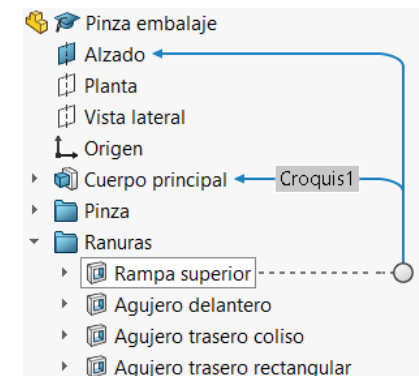 Pinza embalaje
Alzado
Planta
Vista lateral
Origen
Cuerpo principal Croquis1
Pinza
Ranuras
Rampa superior
Agujero delantero
Agujero trasero coliso
Agujero trasero rectangular